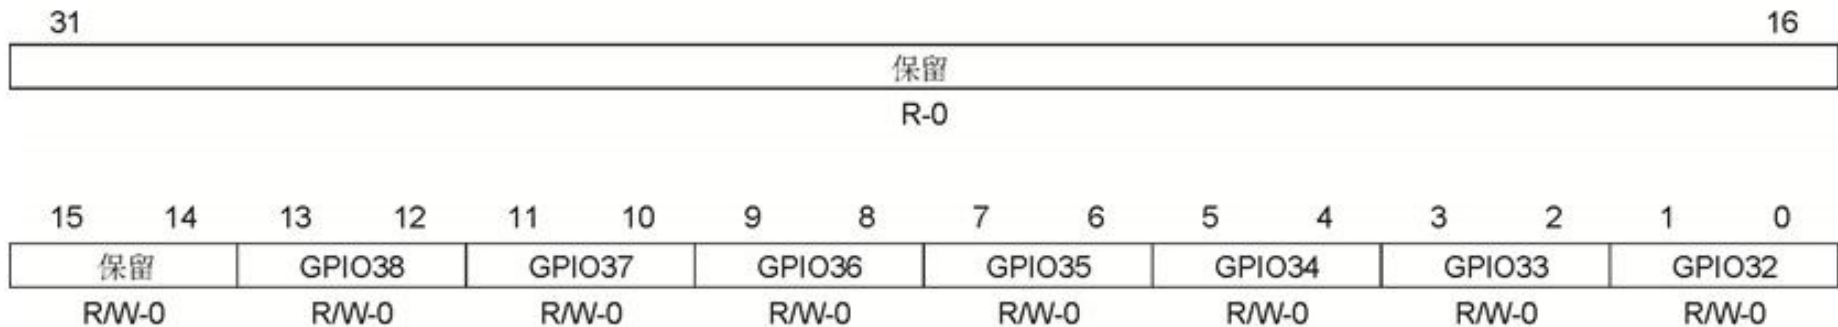 31 16
保留
R-0
15 14 13 12 11 10 9 8 7 6 5 4 3 2 1 0
保留 GPIO38 GPIO37 GPIO36 GPIO35 GPIO34 GPIO33 GPIO32
R/W-0 R/W-0 R/W-0 R/W-0 R/W-0 R/W-0 R/W-0 R/W-0